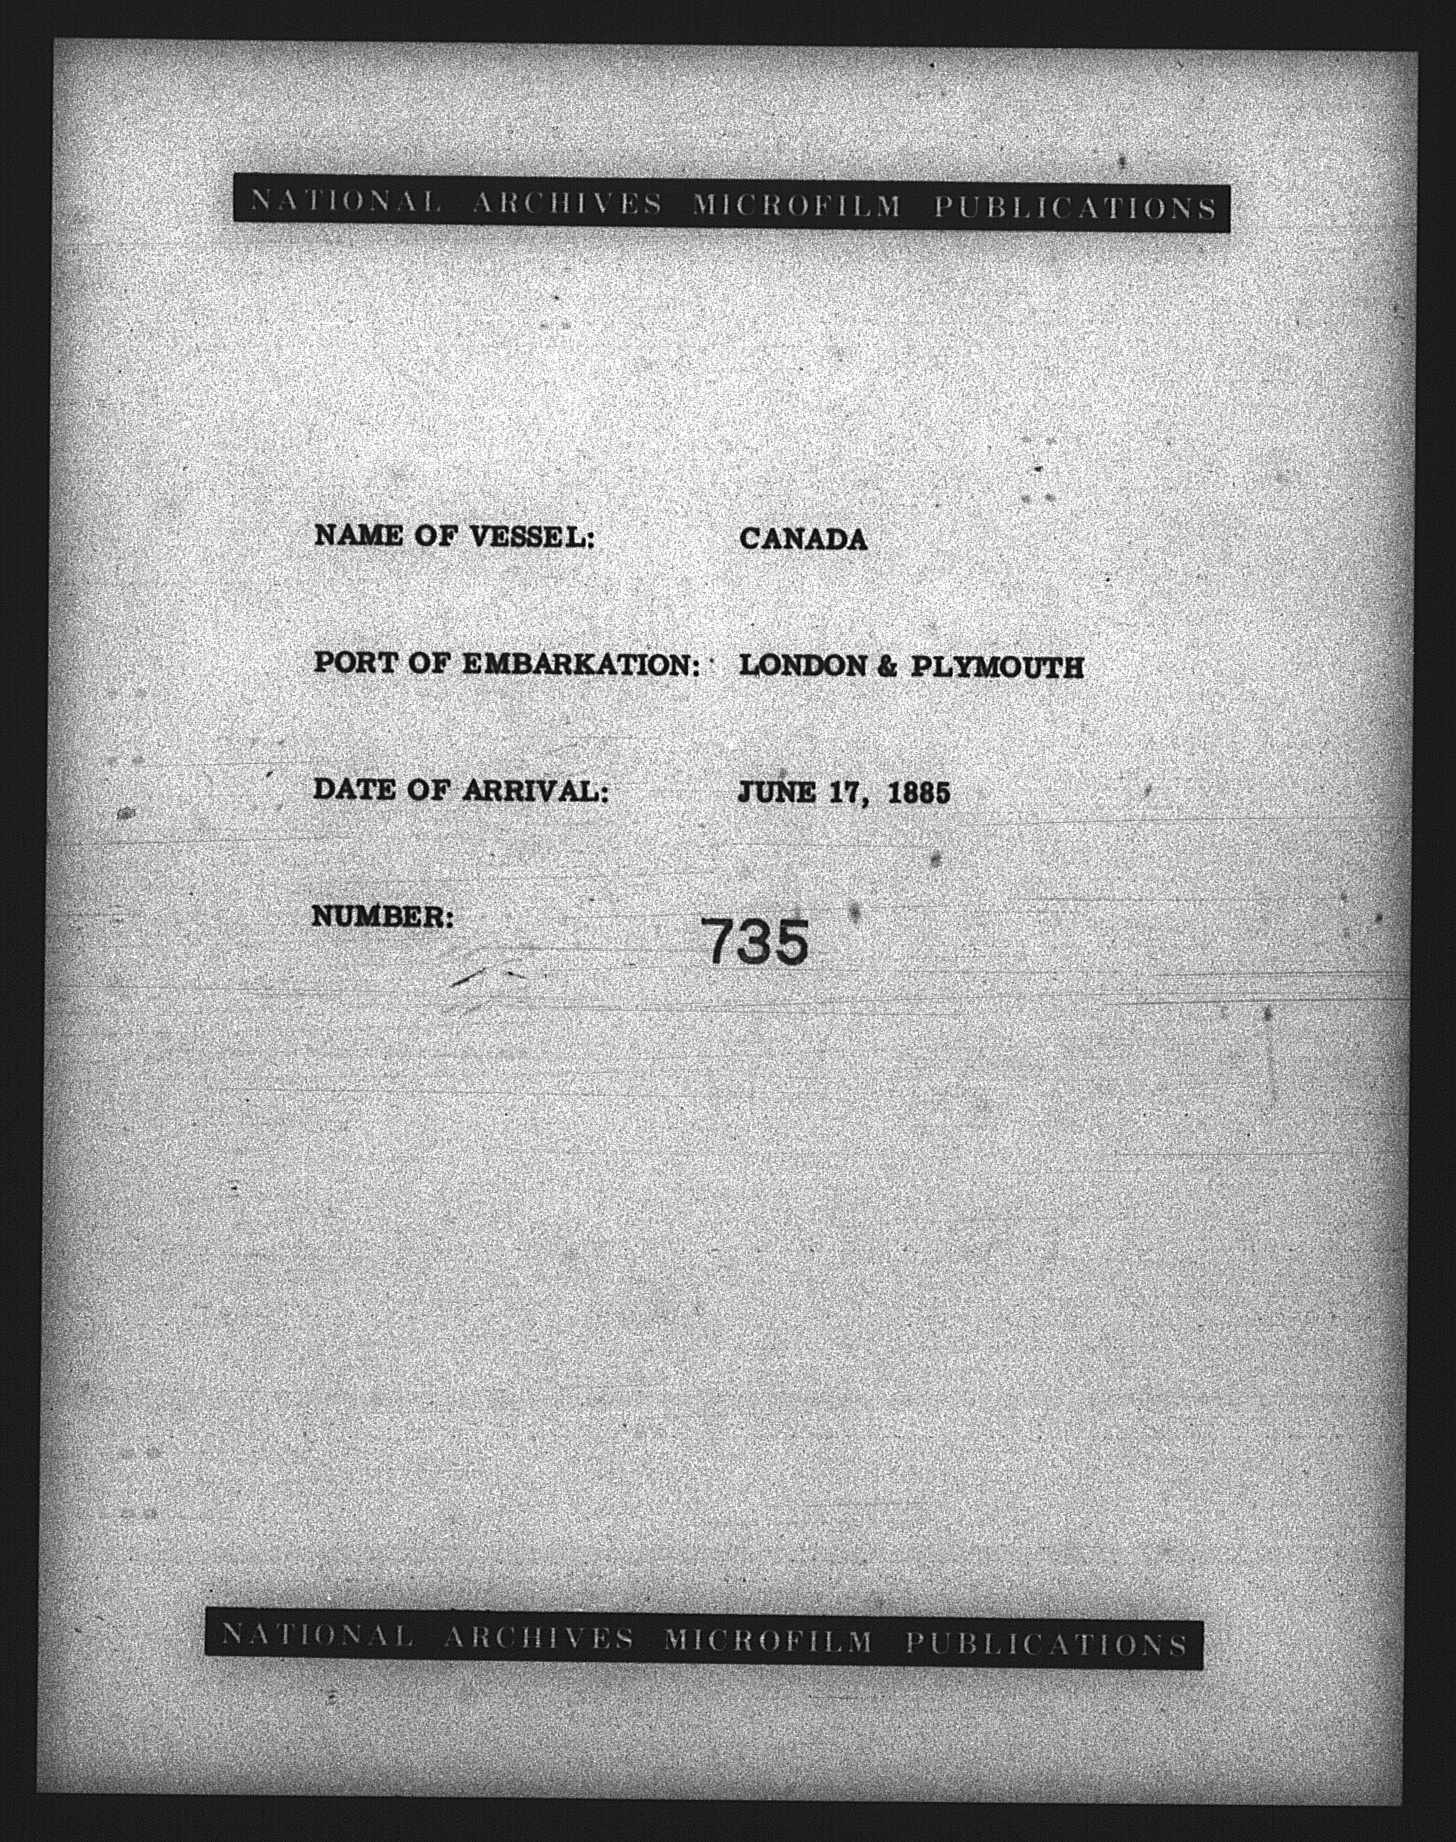 NATIONAL ARCHIVES MICROFILM PUBLICATIONS
NAME OF VESSEL: CANADA
PORT OF EMBARKATION: LONDON & PLYMOUTH
DATE OF ARRIVAL: JUNE 17, 1885
NUMBER: 735
NATIONAL ARCHIVES MICROFILM PUBLICATIONS